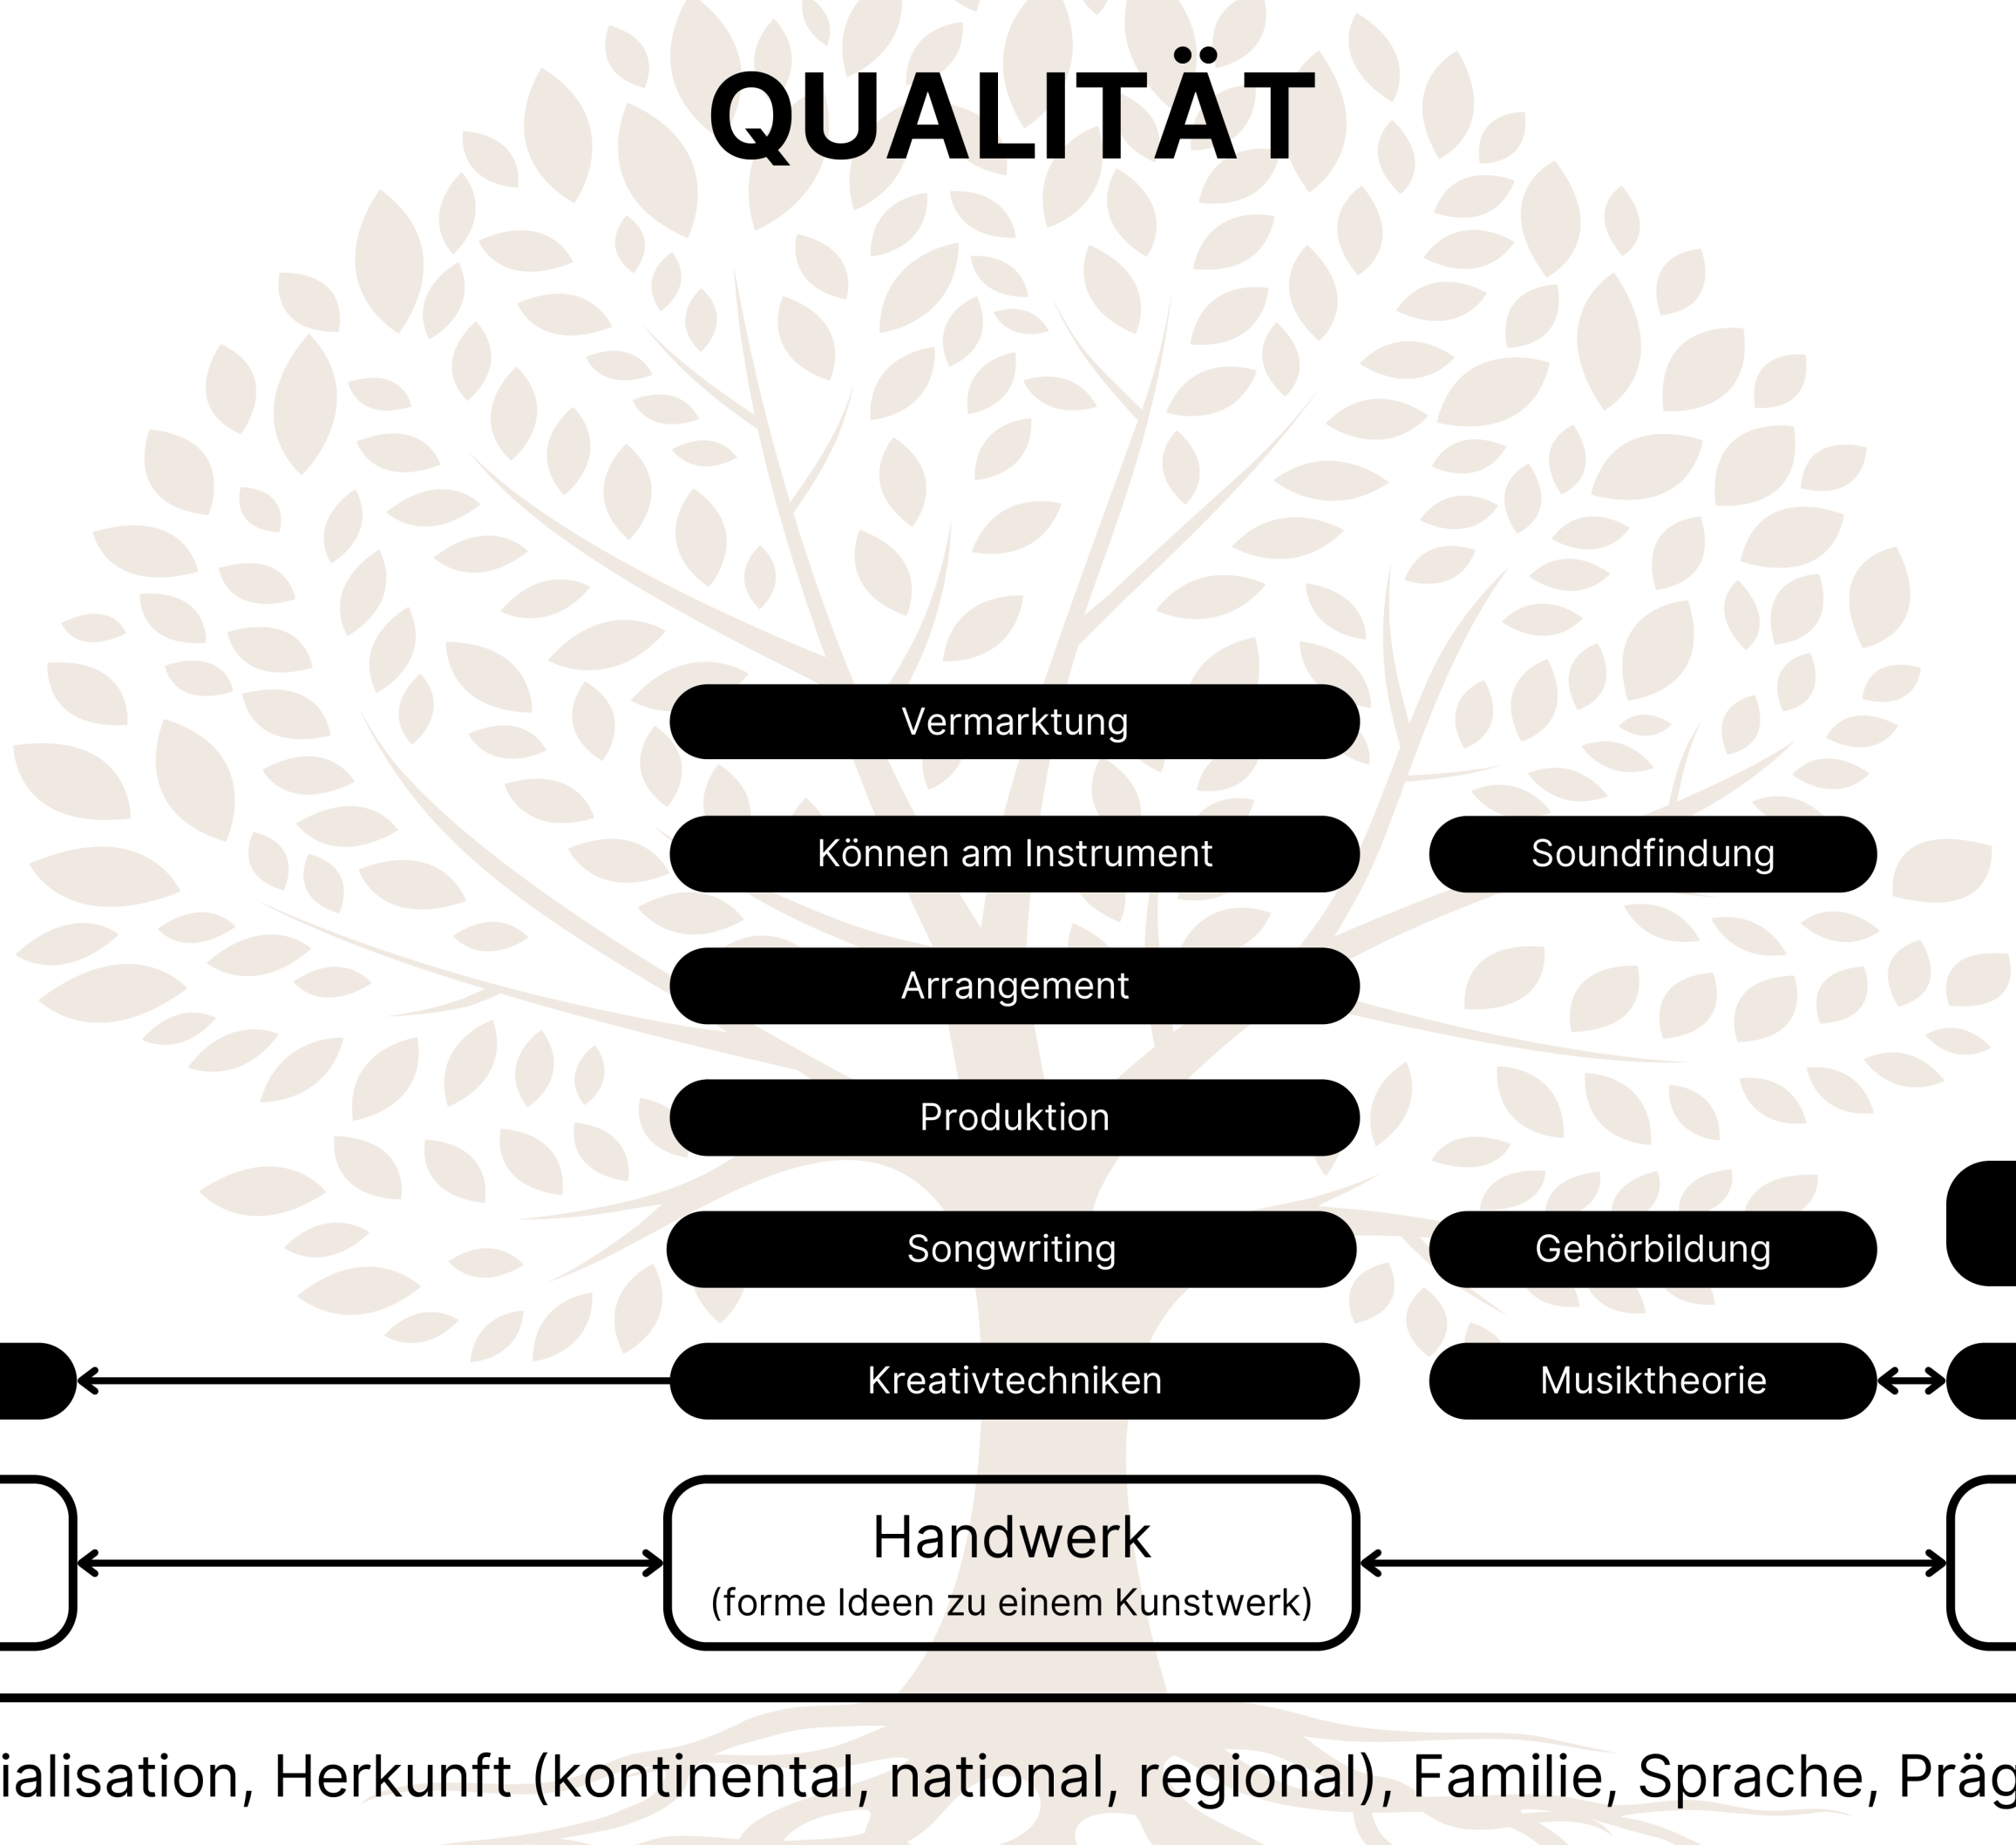 QUALITÄT
Vermarktung
Können am Instrument
Soundfindung
Arrangement
Produktion
Songwriting
Gehörbildung
Kreativtechniken
Musiktheorie
Handwerk
(forme Ideen zu einem Kunstwerk)
ialisation, Herkunft (kontinental, national, regional), Familie, Sprache, Präg